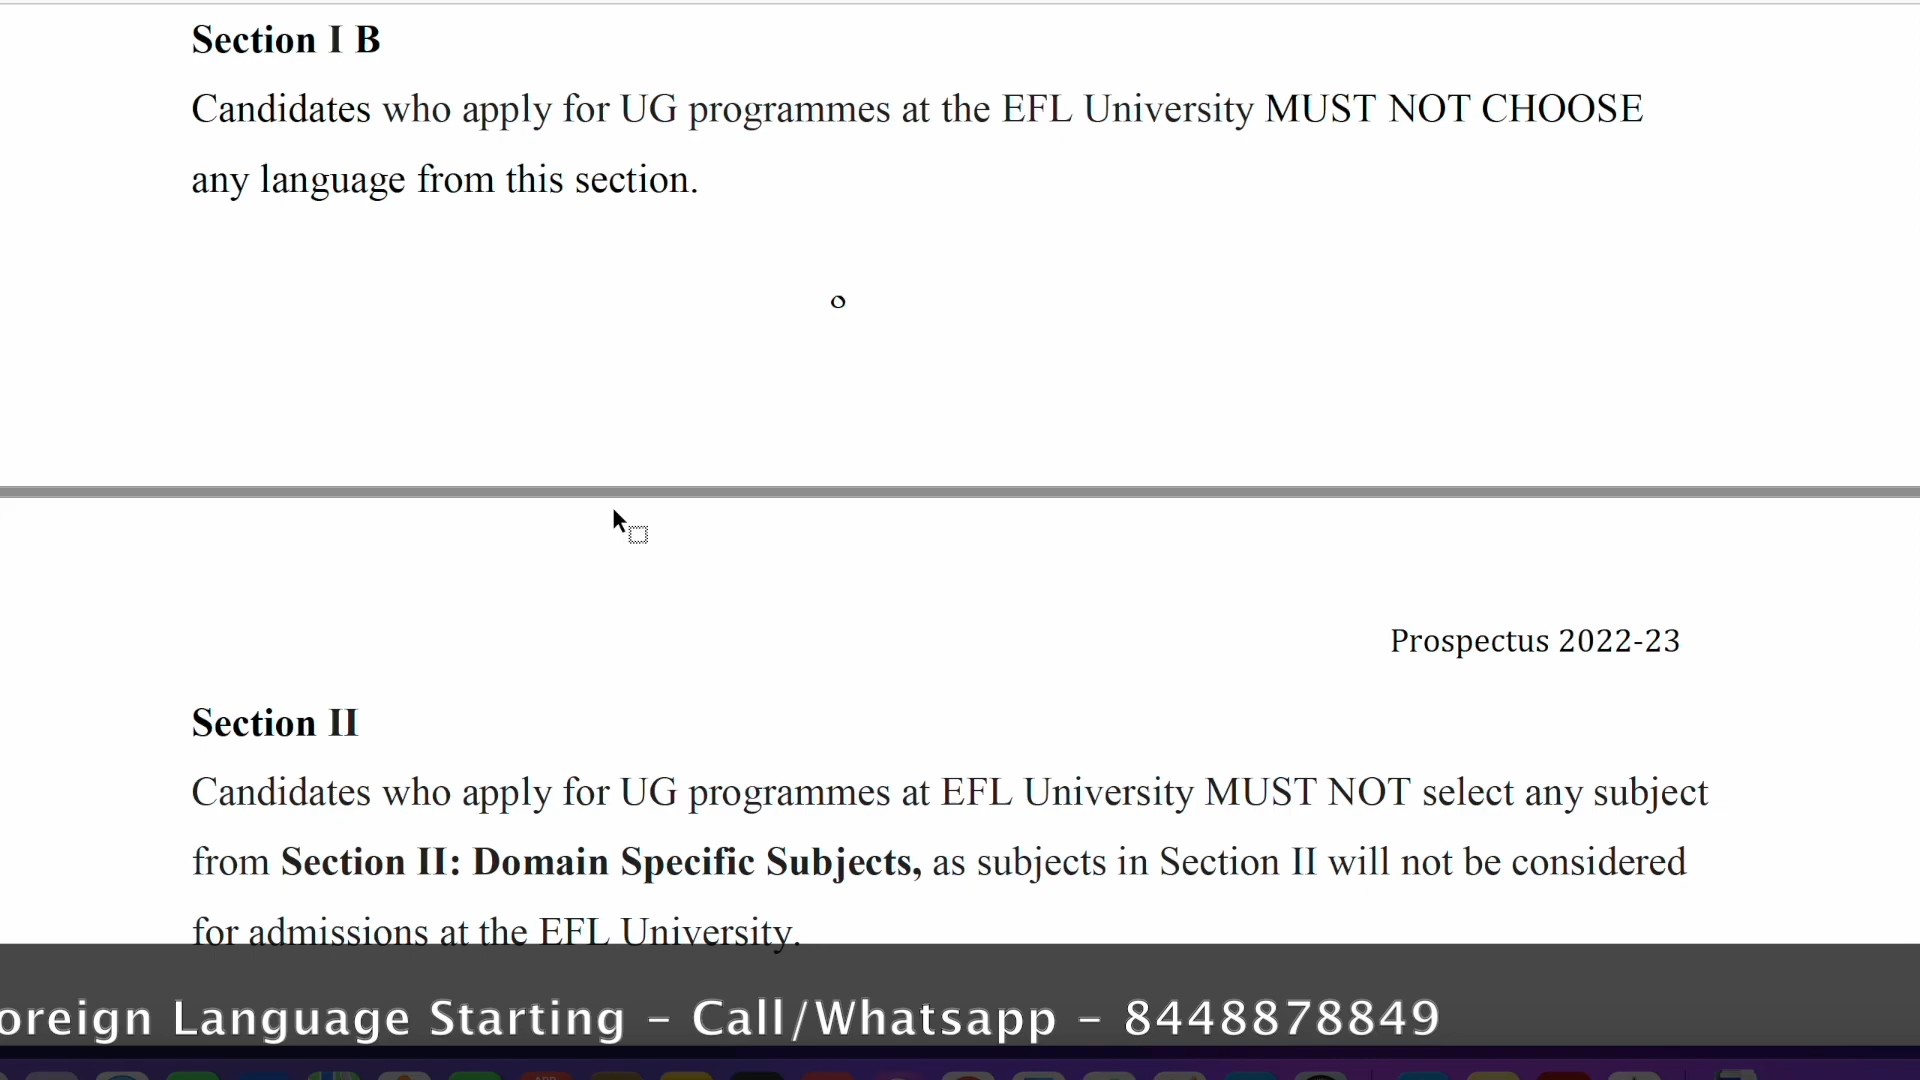 Section I B
Candidates who apply for UG programmes at the EFL University MUST NOT CHOOSE
any language from this section.
Prospectus 2022-23
Section II
Candidates who apply for UG programmes at EFL University MUST NOT select any subject
from Section II: Domain Specific Subjects, as subjects in Section II will not be considered
for admissions at the EFL University.
oreign Language Starting – Call/Whatsapp – 8448878849